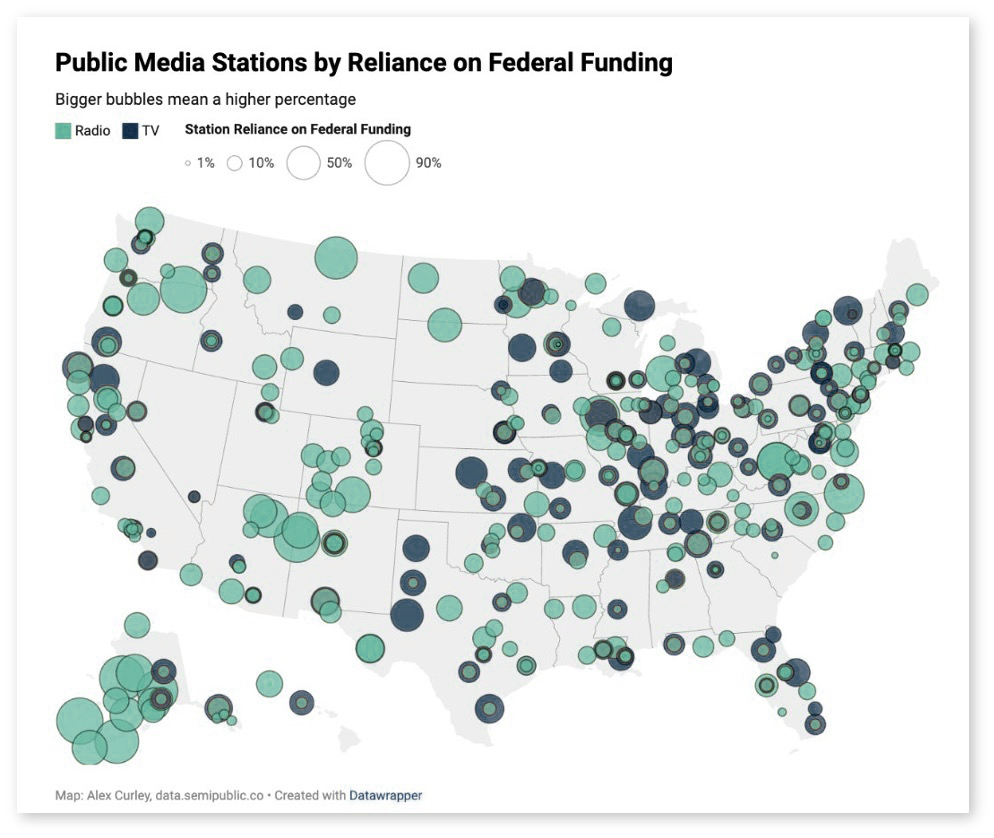 Public Media Stations by Reliance on Federal Funding
Bigger bubbles mean a higher percentage
Radio TV Station Reliance on Federal Funding
1% 10% 50% 90%
Map: Alex Curley, data.semipublic.co • Created with Datawrapper